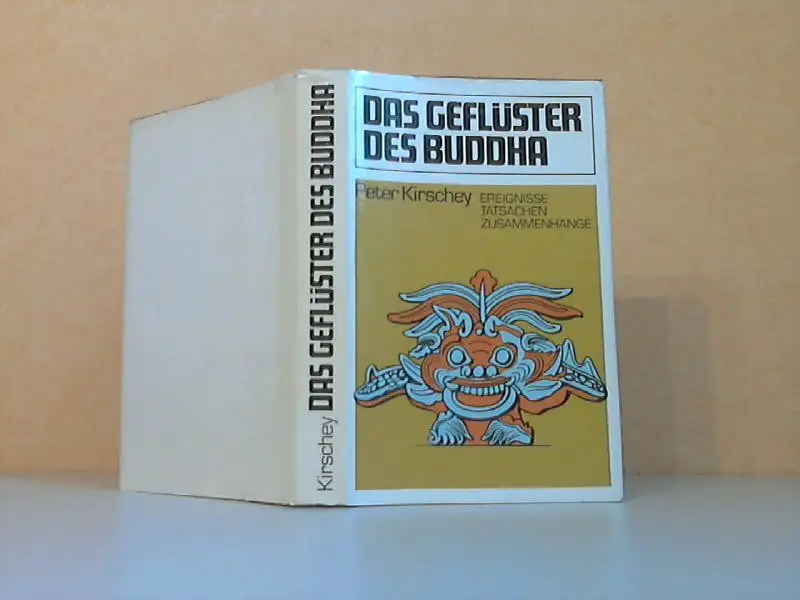 Kirschey DAS GEFLÜSTER DES BUDDHA
DAS GEFLÜSTER
DES BUDDHA
Peter Kirschey
EREIGNISSE
TATSACHEN
ZUSAMMENHÄNGE